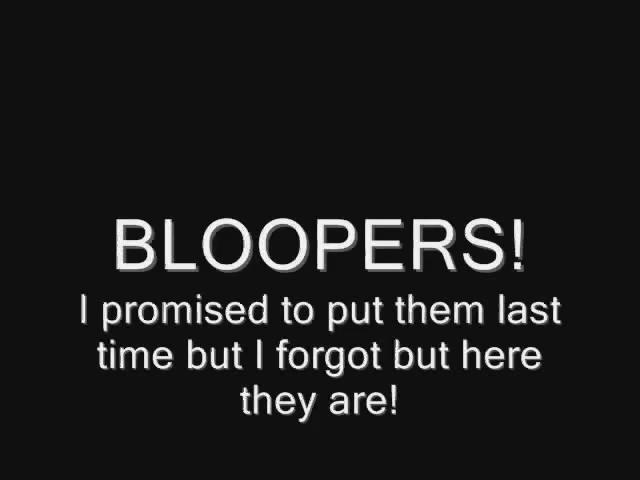 BLOOPERS!
I promised to put them last
time but I forgot but here
they are!